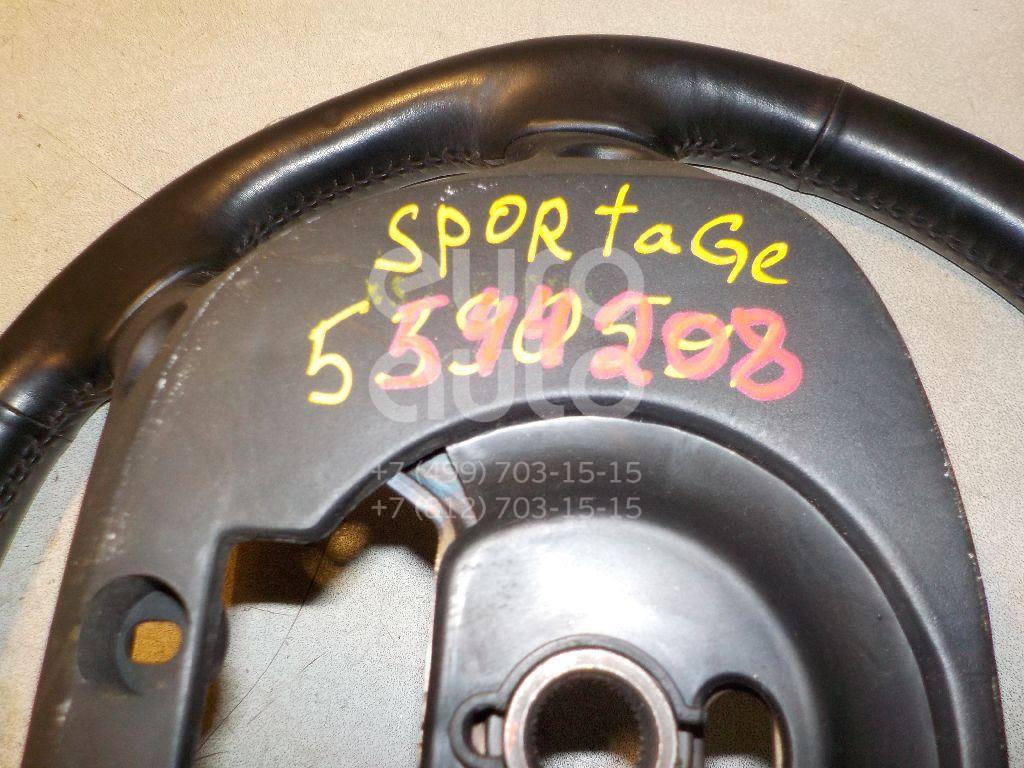 SPORtaGe
euro
auto
+7 (499) 703-15-15
+7 (812) 703-15-15